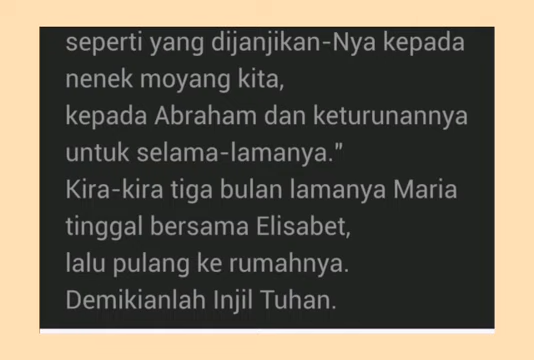 seperti yang dijanjikan-Nya kepada
nenek moyang kita,
kepada Abraham dan keturunannya
untuk selama-lamanya."
Kira-kira tiga bulan lamanya Maria
tinggal bersama Elisabet,
lalu pulang ke rumahnya.
Demikianlah Injil Tuhan.